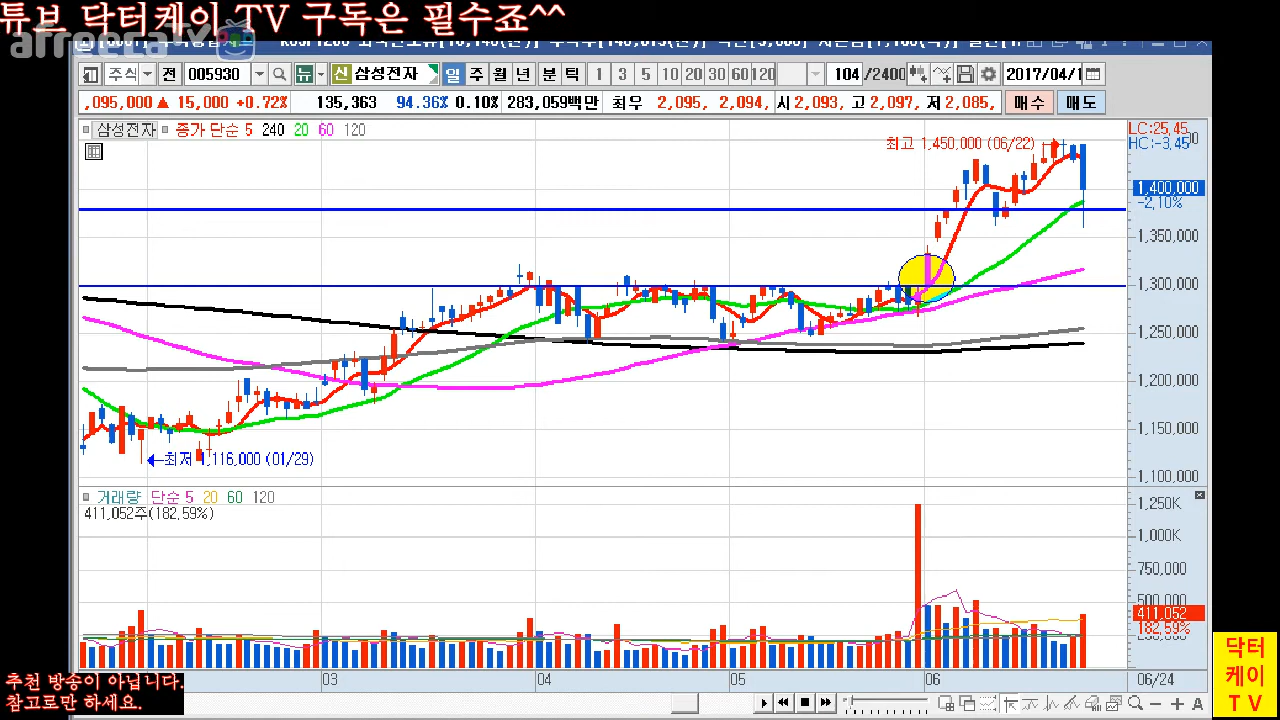 튜브 닥터케이 TV 구독은 필수죠^^
afreecaTV
주식 전 005930 뉴 신 삼성전자 일 주 월 년 분 틱 1 3 5 10 20 30 60 120 104 /2400 2017/04/1
,095,000 ▲ 15,000 +0.72% 135,363 94.36% 0.10% 283,059백만 최우 2,095, 2,094, 시 2,093, 고 2,097, 저 2,085, 매수 매도
삼성전자 종가 단순 5 240 20 60 120
LC:25,45
HC:-3,45
최고 1,450,000 (06/22)
1,400,000
-2,10%
1,350,000
1,300,000
1,250,000
1,200,000
1,150,000
1,100,000
최저 1,116,000 (01/29)
거래량 단순 5 20 60 120
411,052주(182,59%)
1,250K
1,000K
750,000
500,000
411,052
182,59%
03 04 05 06 06/24
추천 방송이 아닙니다.
참고로만 하세요.
닥터
케이
T V